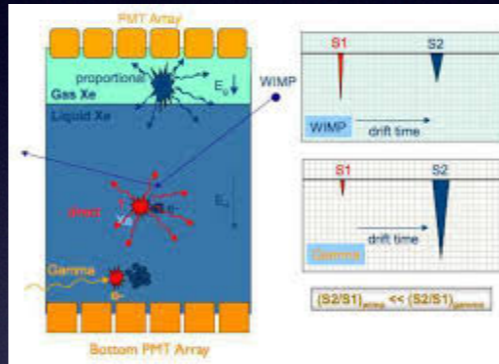 PMT Array
proportional
WIMP
Gas Xe
E
Liquid Xe
direct
Gamma
Bottom PMT Array
S1 S2
WIMP drift time
S1 S2
drift time
Gamma
(S2/S1)wimp << (S2/S1)gamma